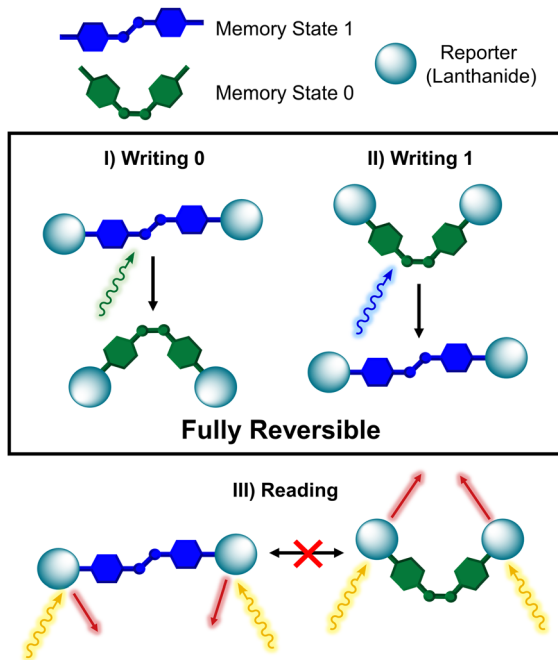 Memory State 1
Memory State 0
Reporter
(Lanthanide)
I) Writing 0
II) Writing 1
Fully Reversible
III) Reading